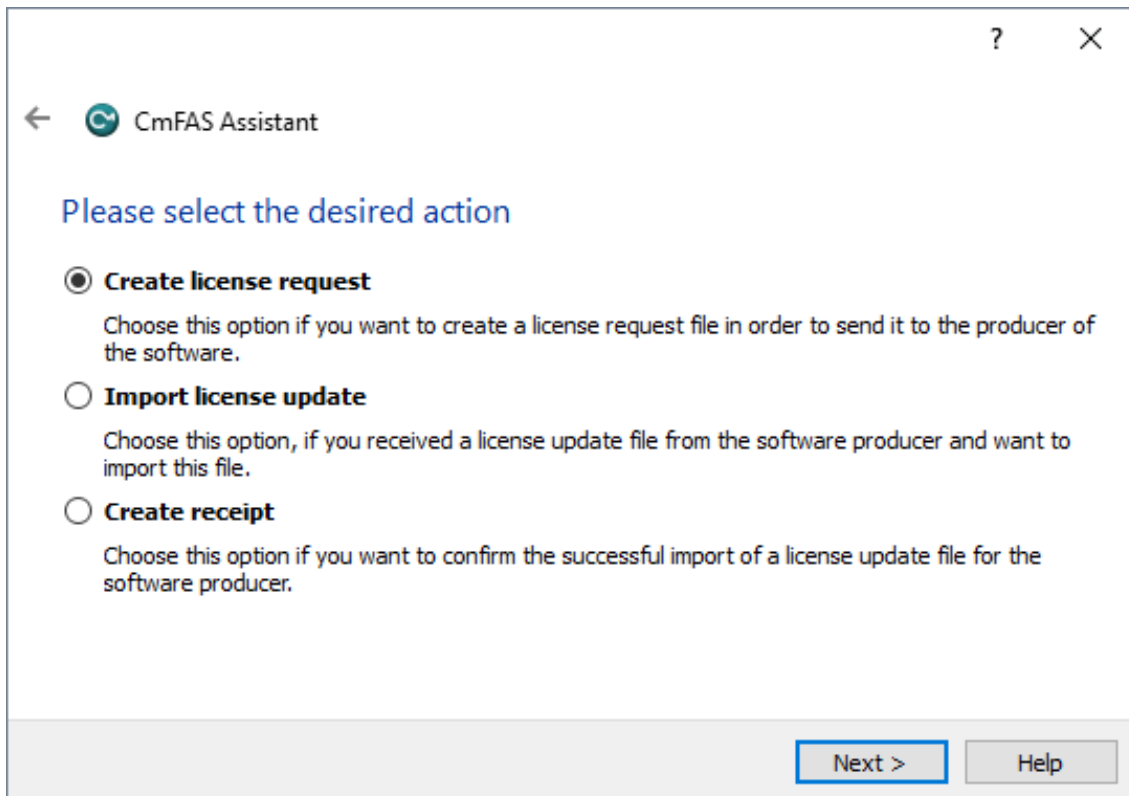 ?
CmFAS Assistant
Please select the desired action
Create license request
Choose this option if you want to create a license request file in order to send it to the producer of
the software.
Import license update
Choose this option, if you received a license update file from the software producer and want to
import this file.
Create receipt
Choose this option if you want to confirm the successful import of a license update file for the
software producer.
Next >
Help